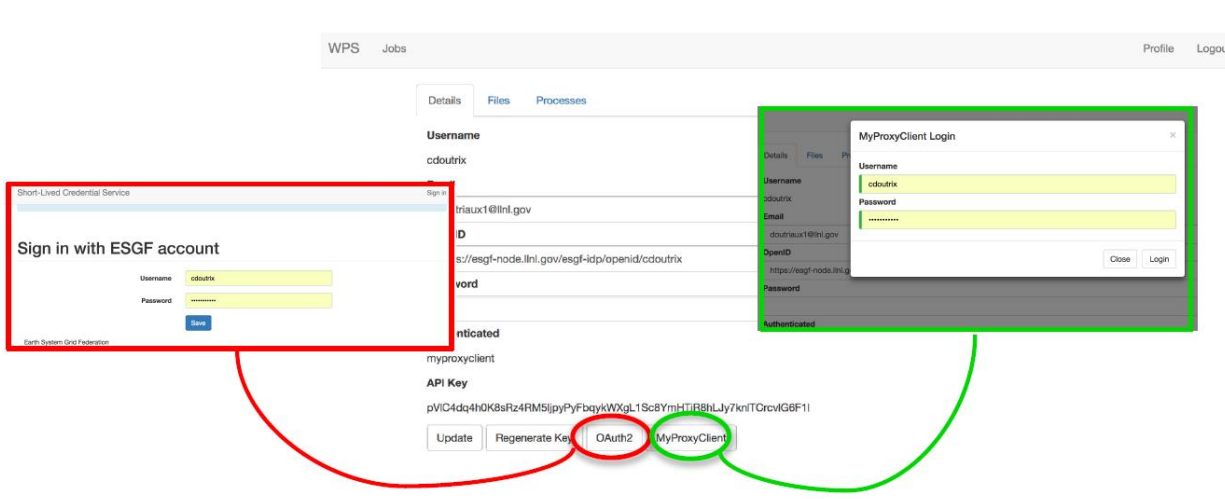 WPS Jobs Profile Logou
Details Files Processes
Username
cdoutrix
triaux1@llnl.gov
ID
s://esgf-node.llnl.gov/esgf-idp/openid/cdoutrix
word
nticated
myproxyclient
API Key
Update Regenerate Key OAuth2 MyProxyClient
Short-Lived Credential Service Sign in
Sign in with ESGF account
Username cdoutrix
Password •••••••••••
Save
Earth System Grid Federation
Details Files Pr
Username
cdoutrix
Email
doutriaux1@llnl.gov
OpenID
https://esgf-node.llnl.g
Password
Authenticated
MyProxyClient Login ×
Username
cdoutrix
Password
•••••••••••
Close Login